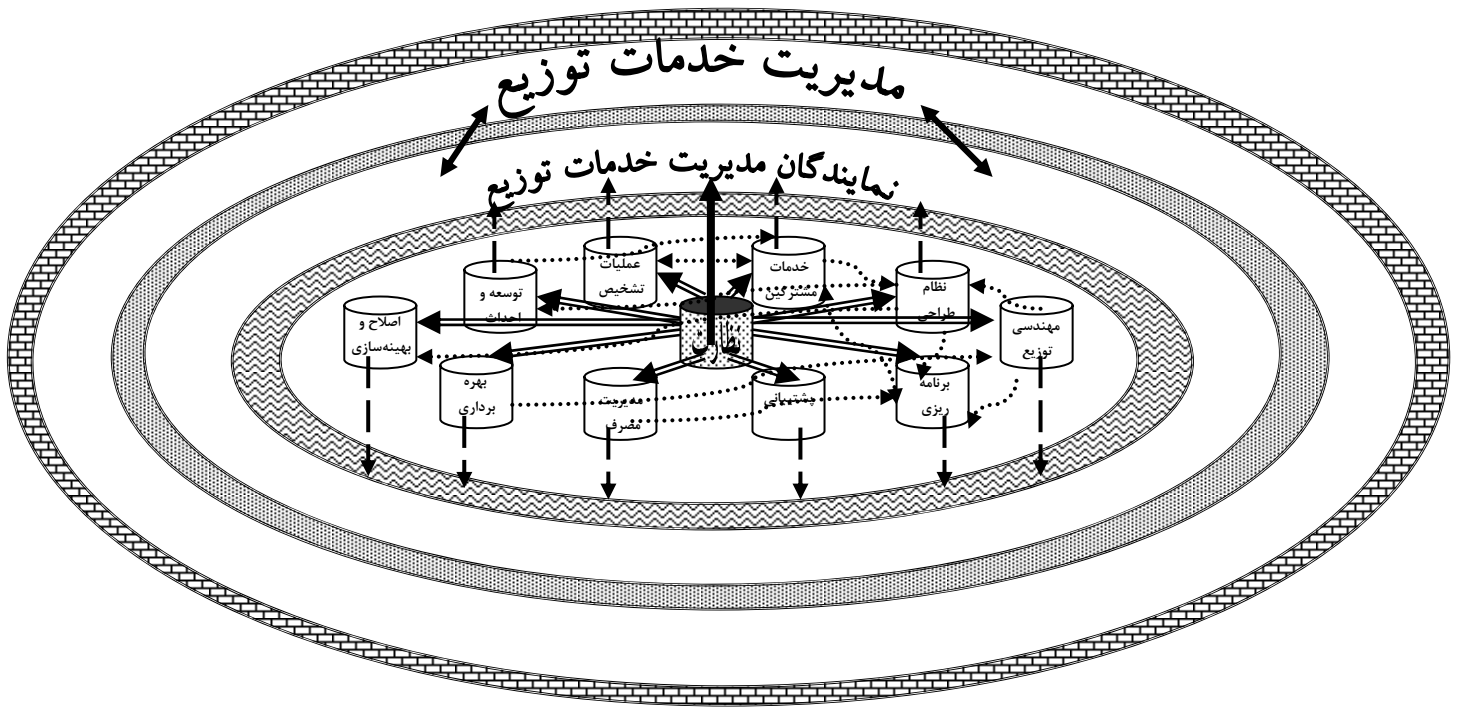 مدیریت خدمات توزیع
نمایندگان مدیریت خدمات توزیع
عملیات
تشخیص
خدمات
مشترکین
توسعه و
احداث
نظام
طراحی
اصلاح و
بهینه‌سازی
مهندسی
توزیع
بهره
برداری
مدیریت
مصرف
پشتیبانی
برنامه
ریزی